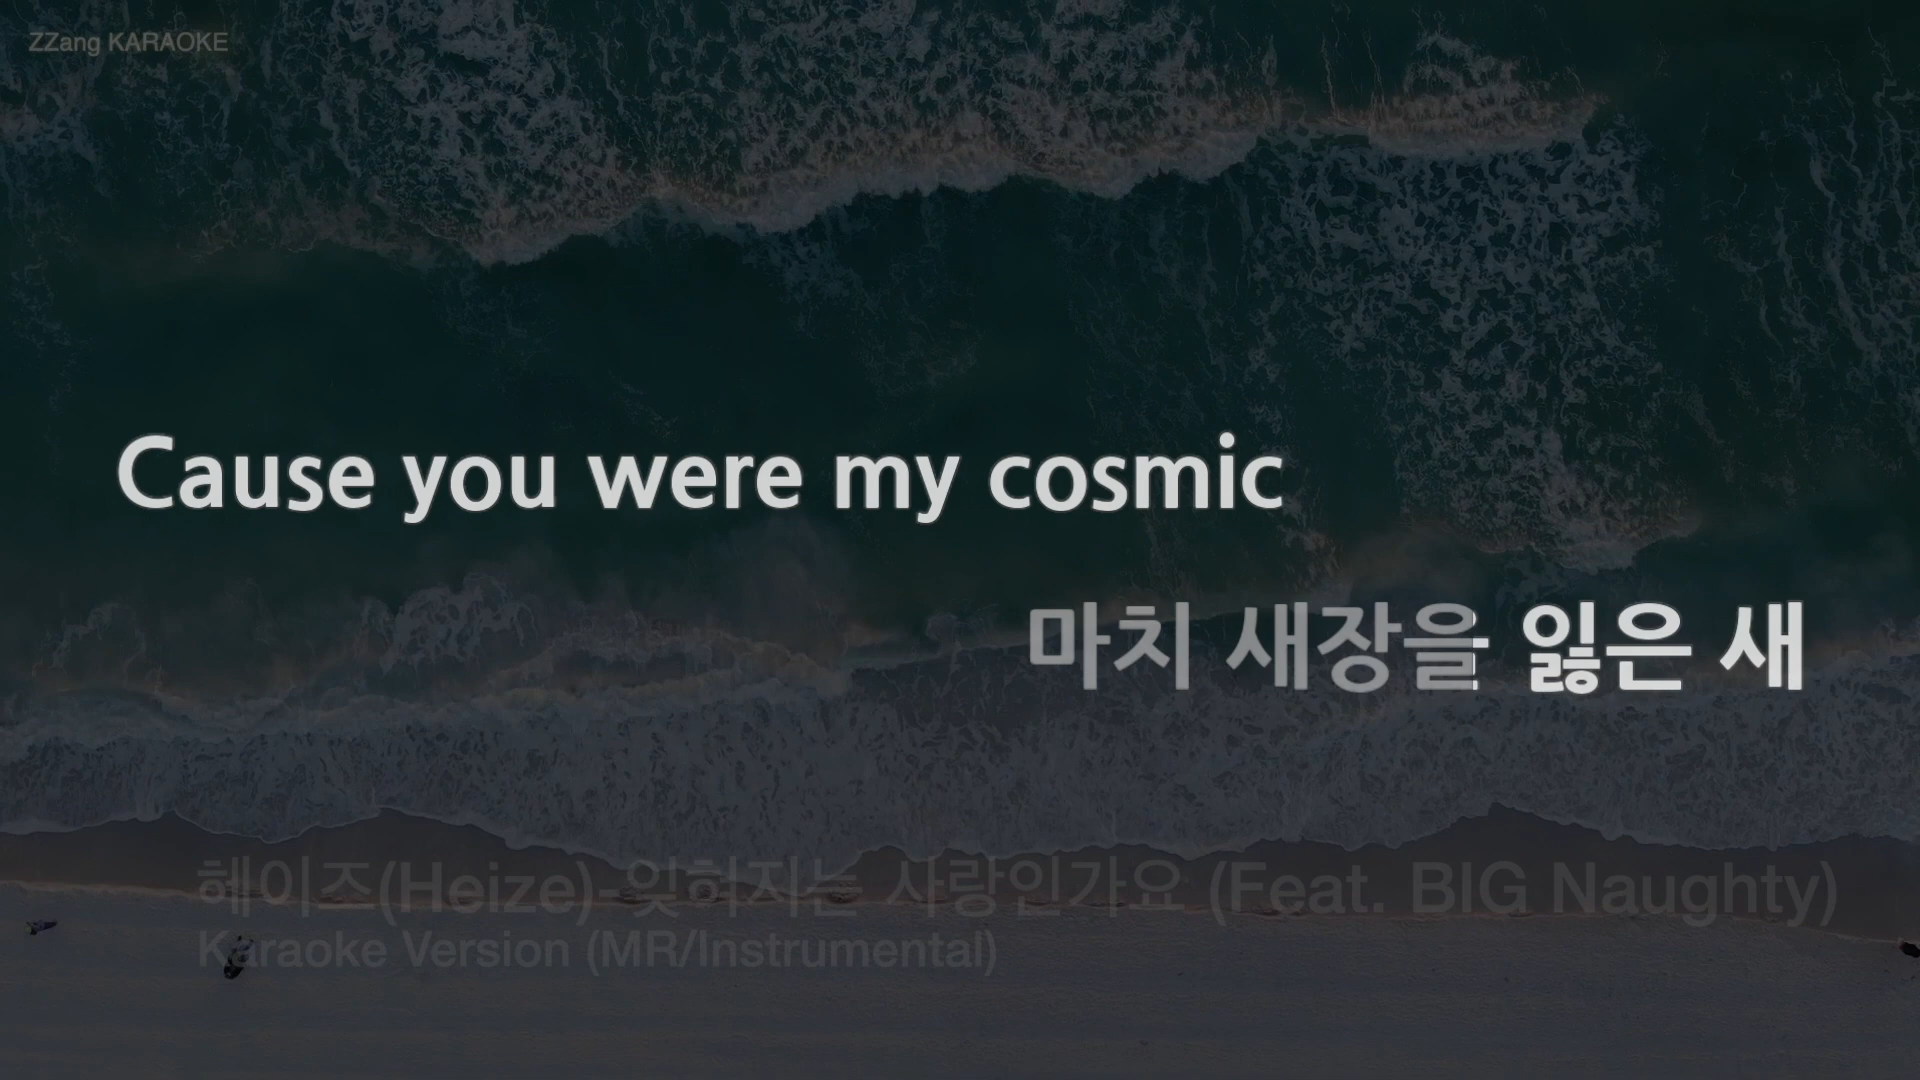 ZZang KARAOKE
Cause you were my cosmic
마치 새장을 잃은 새
헤이즈(Heize)-잊혀지는 사랑인가요 (Feat. BIG Naughty)
Karaoke Version (MR/Instrumental)